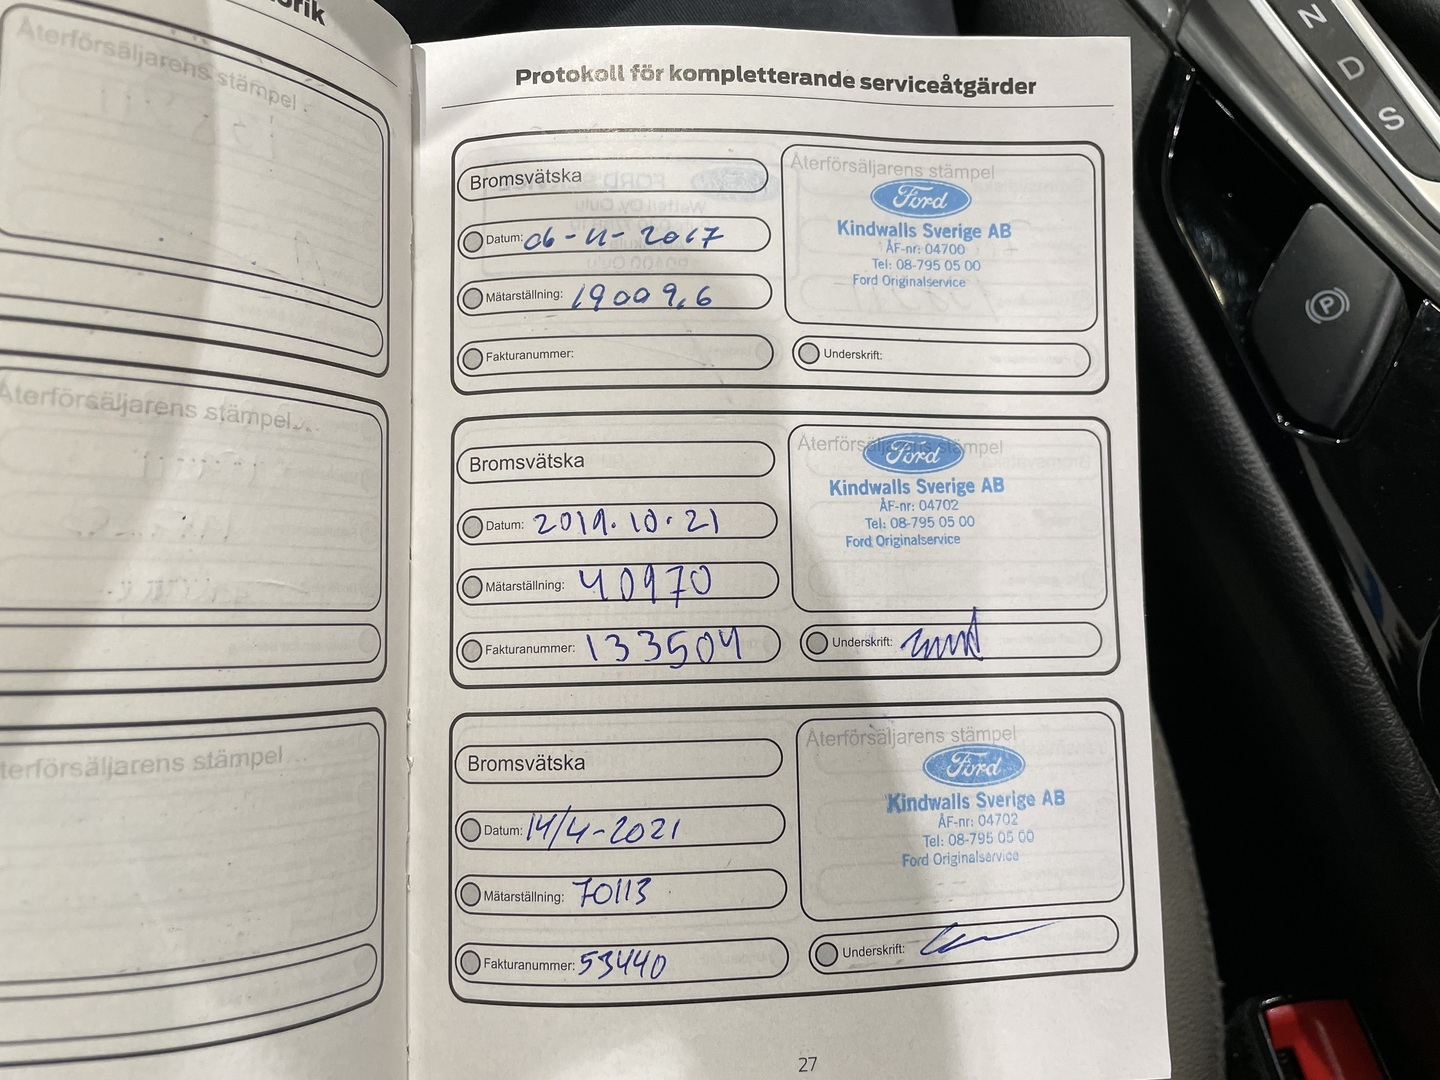 Återförsäljarens stämpel
Återförsäljarens stämpel
terförsäljarens stämpel
Protokoll för kompletterande serviceåtgärder
Bromsvätska
Datum: 06-11-2017
Mätarställning: 19009,6
Fakturanummer:
Återförsäljarens stämpel
Ford
Kindwalls Sverige AB
ÅF-nr: 04700
Tel: 08-795 05 00
Ford Originalservice
Underskrift:
Bromsvätska
Datum: 2019.10.21
Mätarställning: 40970
Fakturanummer: 133504
Återförsäljarens stämpel
Ford
Kindwalls Sverige AB
ÅF-nr: 04702
Tel: 08-795 05 00
Ford Originalservice
Underskrift:
Bromsvätska
Datum: 14/4-2021
Mätarställning: 70113
Fakturanummer: 53440
Återförsäljarens stämpel
Ford
Kindwalls Sverige AB
ÅF-nr: 04702
Tel: 08-795 05 00
Ford Originalservice
Underskrift:
27
N
D
S
P